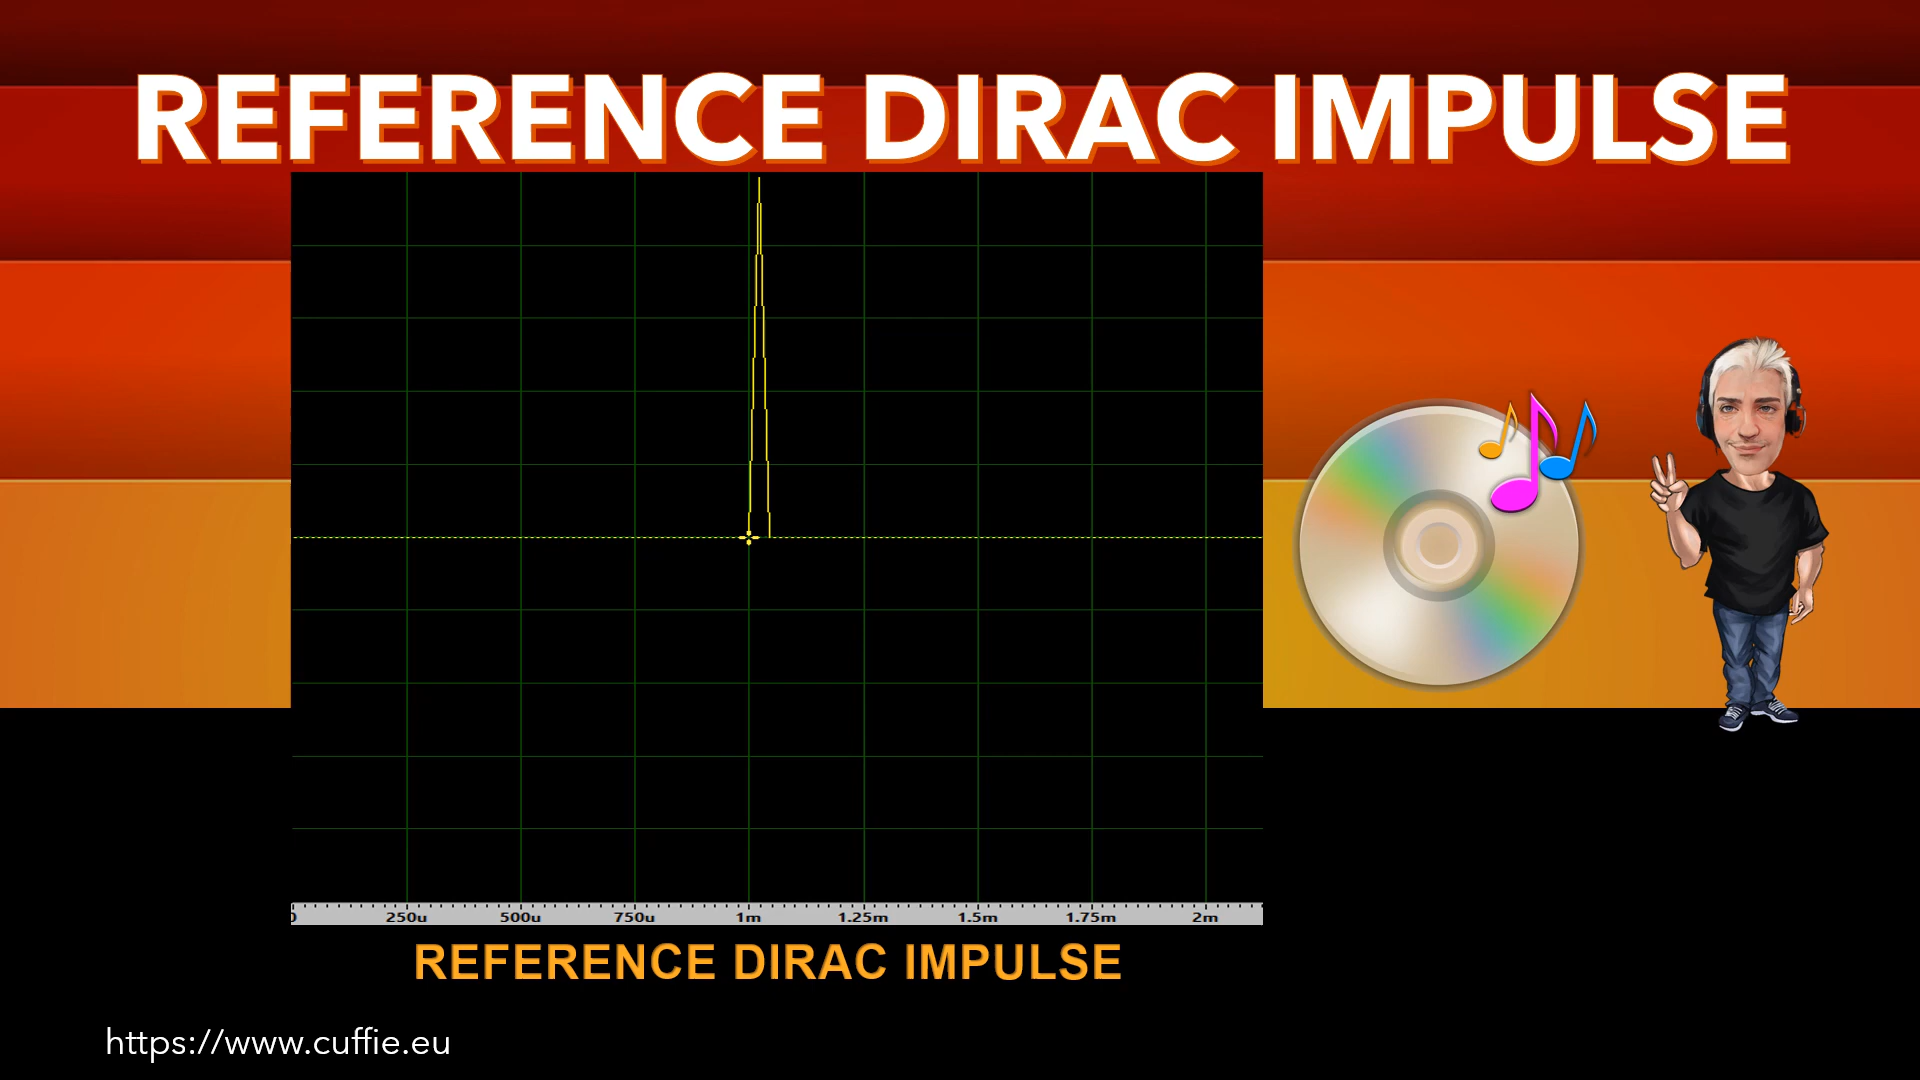 REFERENCE DIRAC IMPULSE
0 250u 500u 750u 1m 1.25m 1.5m 1.75m 2m
REFERENCE DIRAC IMPULSE
https://www.cuffie.eu